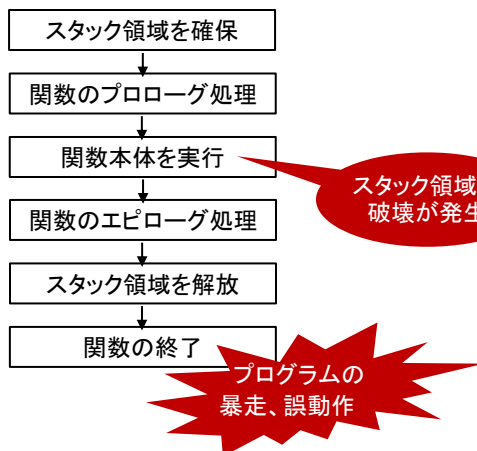 スタック領域を確保
関数のプロローグ処理
関数本体を実行
スタック領域
破壊が発生
関数のエピローグ処理
スタック領域を解放
関数の終了
プログラムの
暴走、誤動作